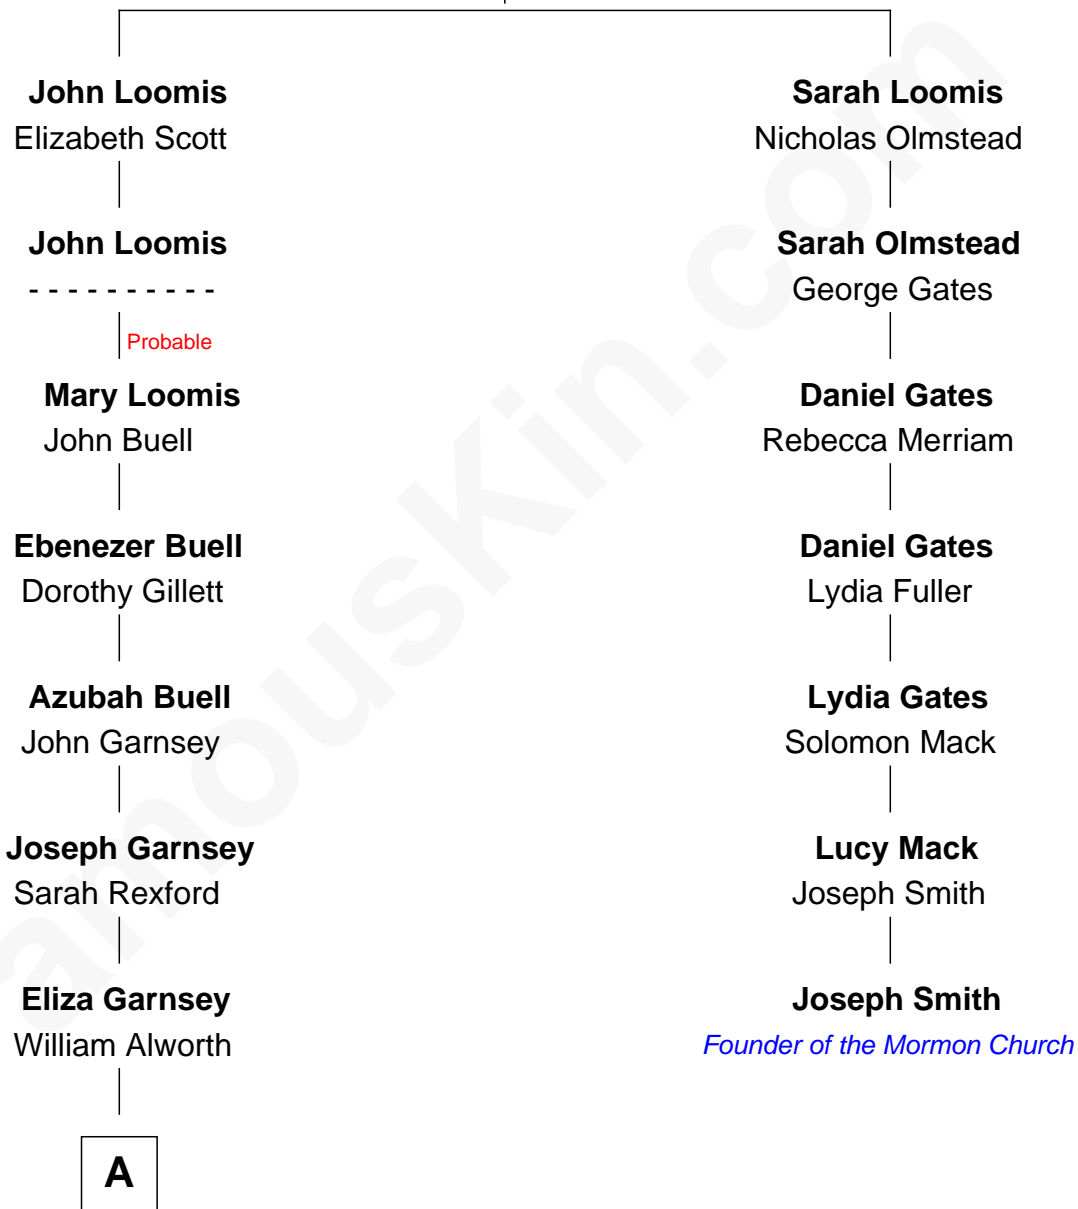 John Loomis
Elizabeth Scott
John Loomis
- - - - - - - - - -
Probable
Mary Loomis
John Buell
Ebenezer Buell
Dorothy Gillett
Azubah Buell
John Garnsey
Joseph Garnsey
Sarah Rexford
Eliza Garnsey
William Alworth
A
Sarah Loomis
Nicholas Olmstead
Sarah Olmstead
George Gates
Daniel Gates
Rebecca Merriam
Daniel Gates
Lydia Fuller
Lydia Gates
Solomon Mack
Lucy Mack
Joseph Smith
Joseph Smith
Founder of the Mormon Church
amouskin.com